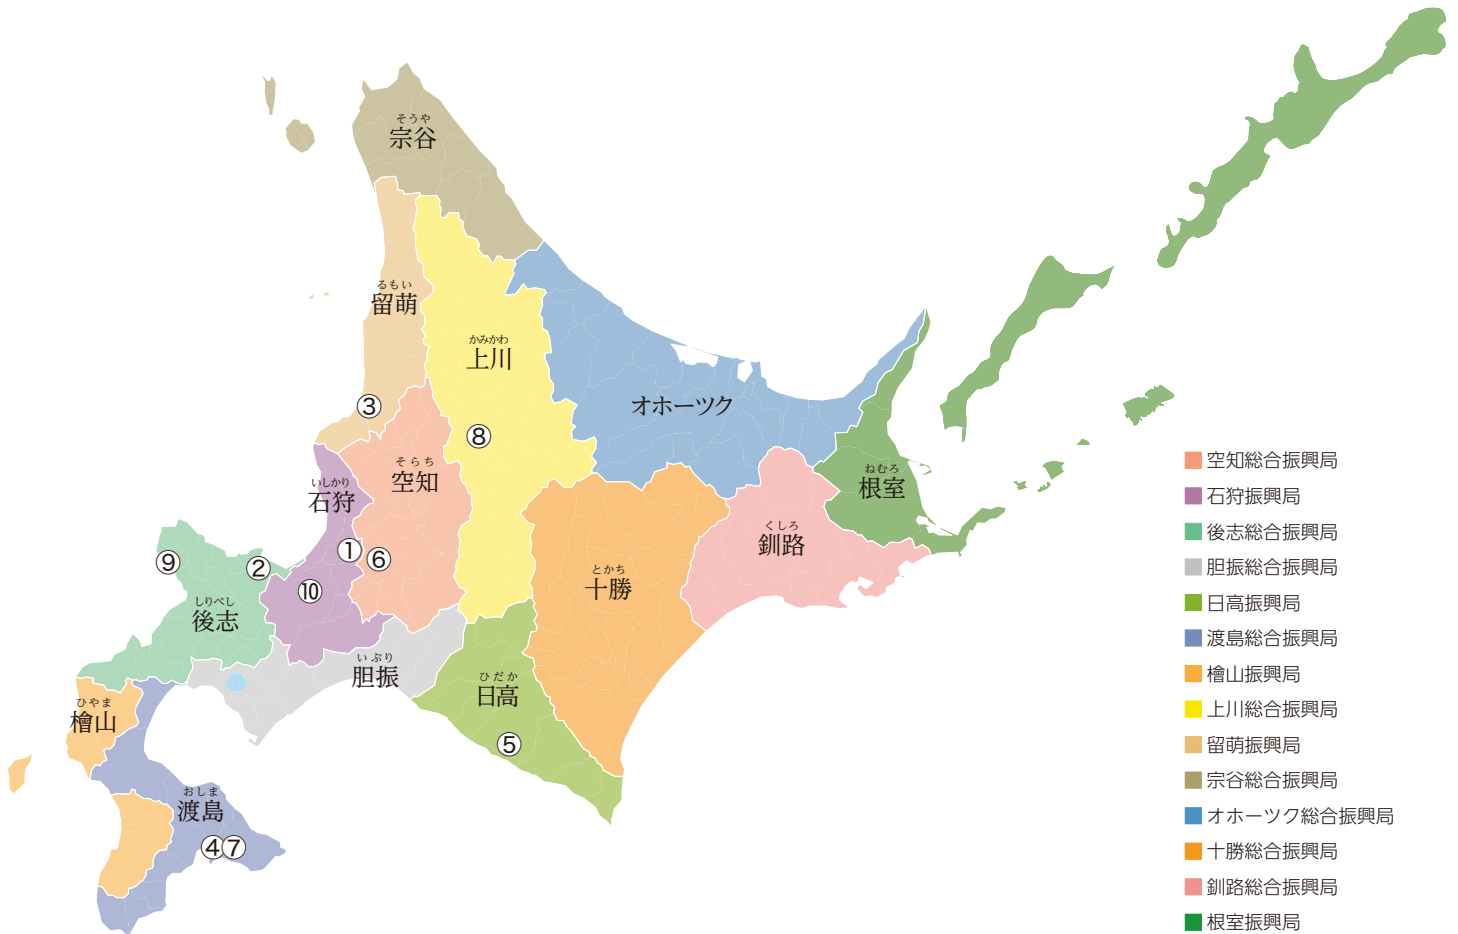 そうや
宗谷
るもい
留萌
かみかわ
上川
オホーツク
③
⑧
そらち
空知
いしかり
石狩
ねむろ
根室
くしろ
釧路
①
⑥
⑨
②
⑩
とかち
十勝
しりべし
後志
いぶり
胆振
ひだか
日高
ひやま
檜山
⑤
おしま
渡島
④⑦
空知総合振興局
石狩振興局
後志総合振興局
胆振総合振興局
日高振興局
渡島総合振興局
檜山振興局
上川総合振興局
留萌振興局
宗谷総合振興局
オホーツク総合振興局
十勝総合振興局
釧路総合振興局
根室振興局